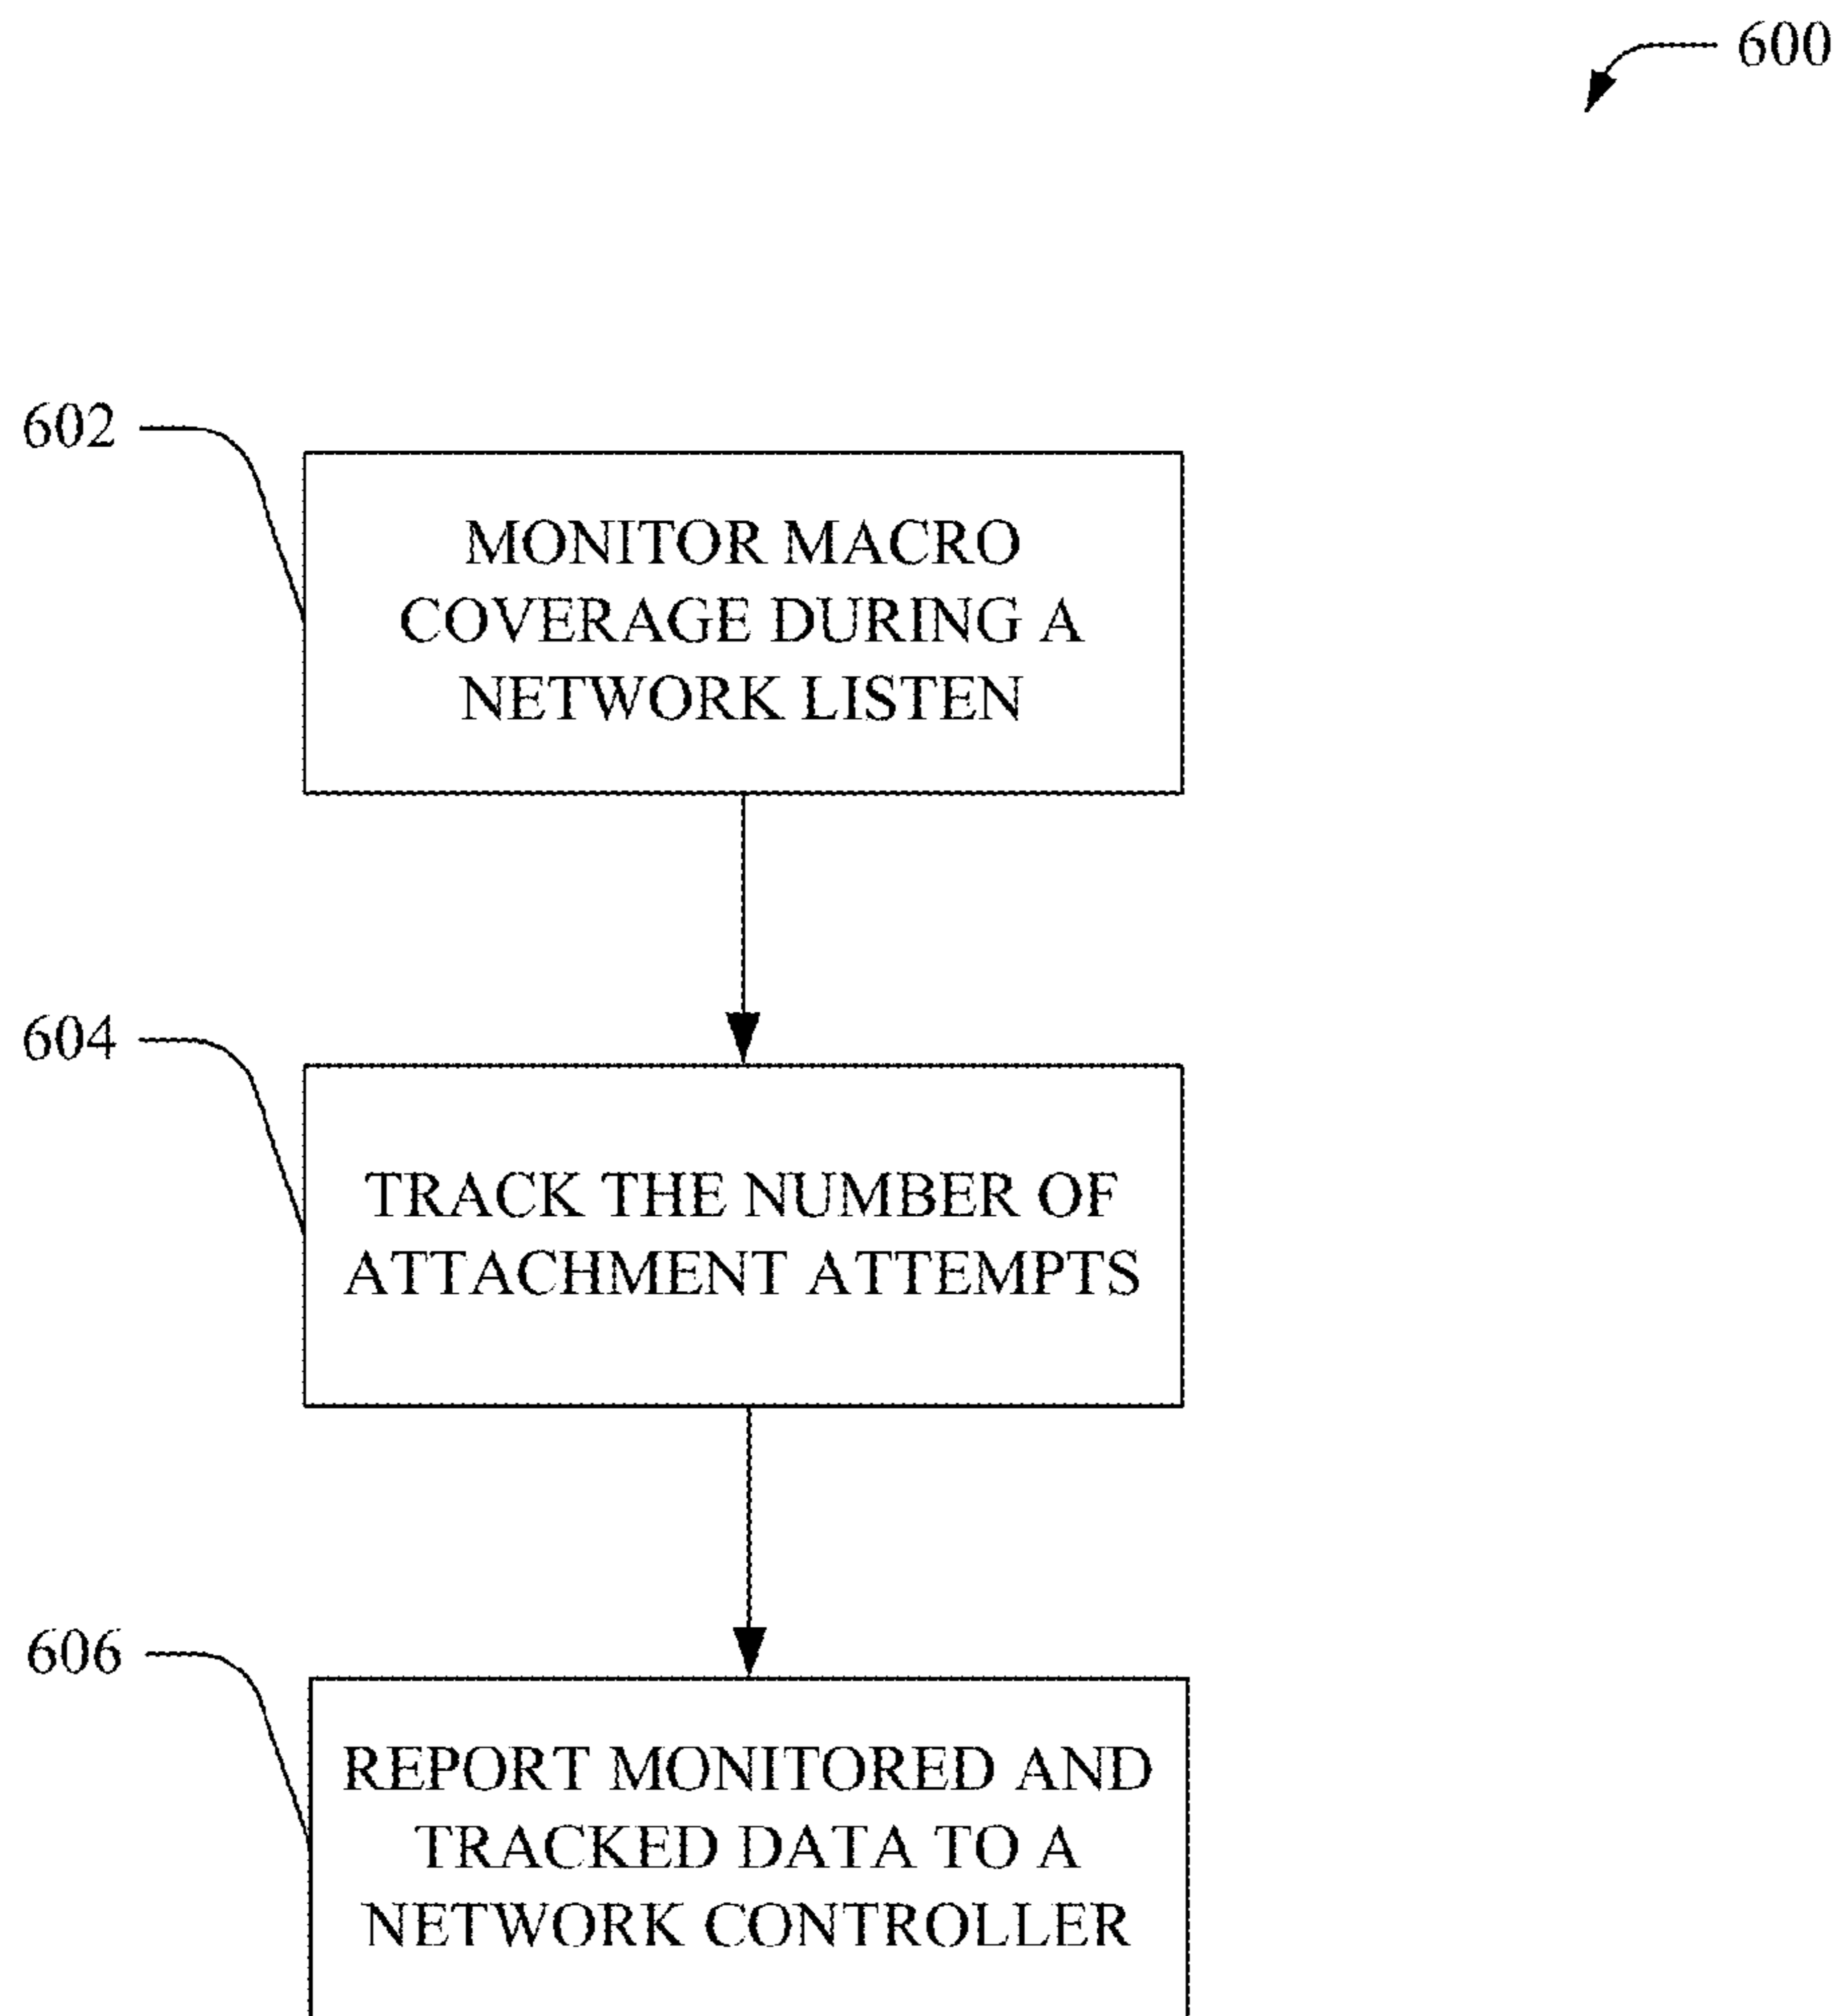 600
602
MONITOR MACRO
COVERAGE DURING A
NETWORK LISTEN
604
TRACK THE NUMBER OF
ATTACHMENT ATTEMPTS
606
REPORT MONITORED AND
TRACKED DATA TO A
NETWORK CONTROLLER